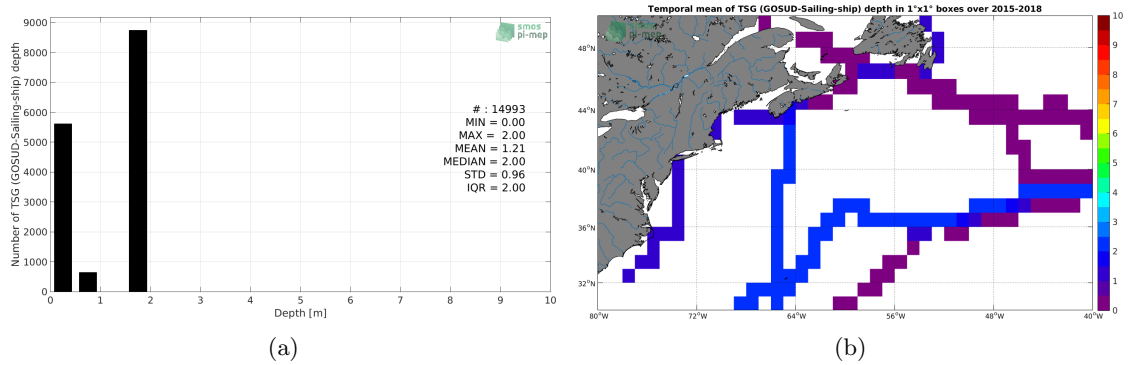 9000
8000
7000
6000
5000
4000
3000
2000
1000
0
Number of TSG (GOSUD-Sailing-ship) depth
smos
pi-mep
# : 14993
MIN = 0.00
MAX = 2.00
MEAN = 1.21
MEDIAN = 2.00
STD = 0.96
IQR = 2.00
0 1 2 3 4 5 6 7 8 9 10
Depth [m]
(a)
Temporal mean of TSG (GOSUD-Sailing-ship) depth in 1°x1° boxes over 2015-2018
smos
pi-mep
48°N
44°N
40°N
36°N
32°N
80°W 72°W 64°W 56°W 48°W 40°W
10
9
8
7
6
5
4
3
2
1
0
(b)